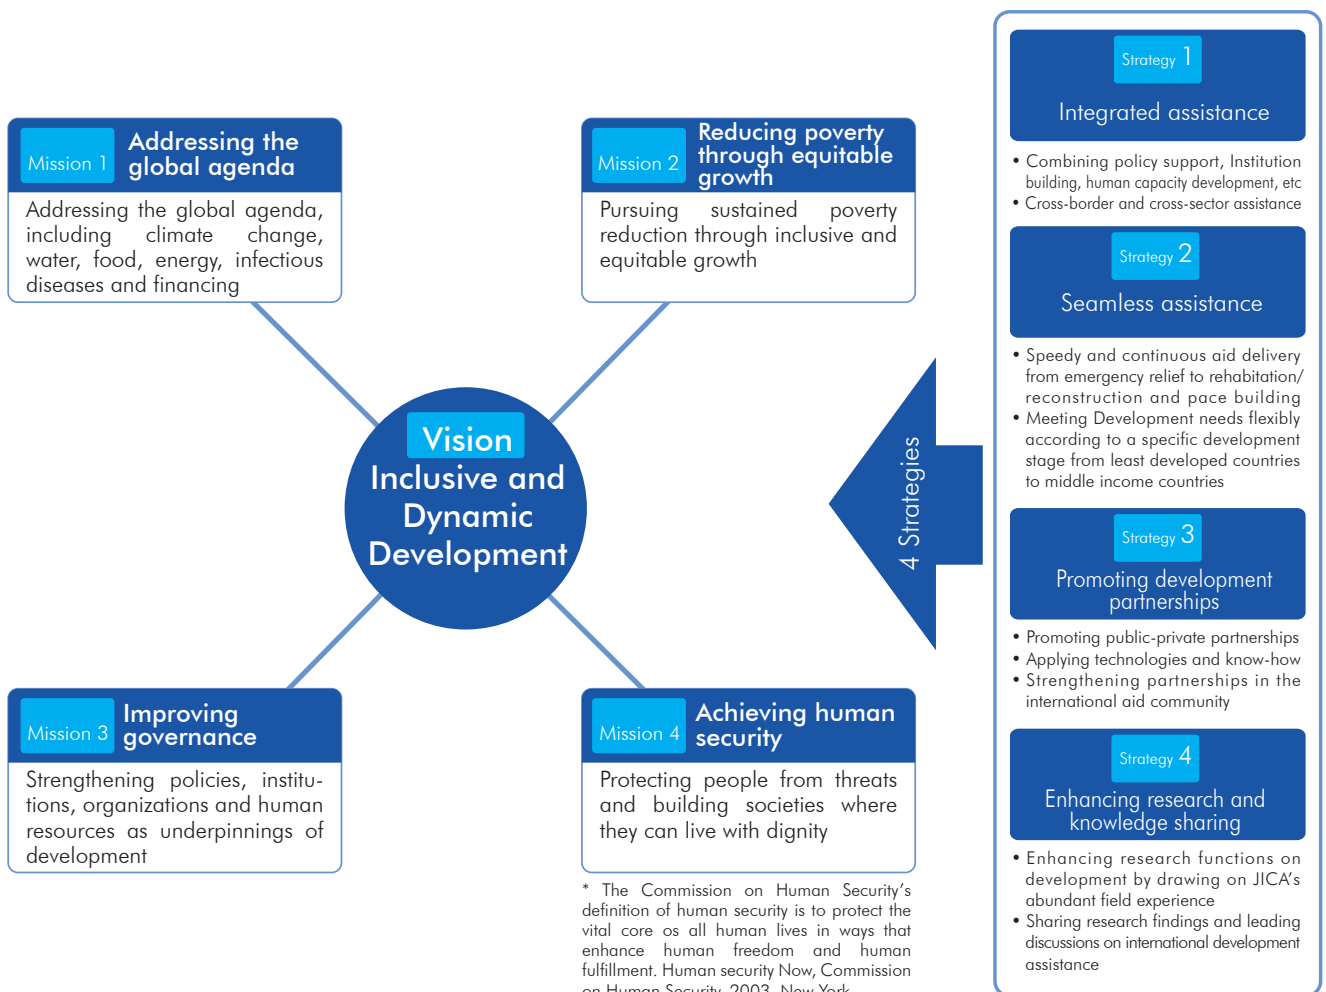 Mission 1
Addressing the
global agenda
Addressing the global agenda,
including climate change,
water, food, energy, infectious
diseases and financing
Mission 2
Reducing poverty
through equitable
growth
Pursuing sustained poverty
reduction through inclusive and
equitable growth
Vision
Inclusive and
Dynamic
Development
Mission 3
Improving
governance
Strengthening policies, institu-
tions, organizations and human
resources as underpinnings of
development
Mission 4
Achieving human
security
Protecting people from threats
and building societies where
they can live with dignity
* The Commission on Human Security's
definition of human security is to protect the
vital core os all human lives in ways that
enhance human freedom and human
fulfillment. Human security Now, Commission
on Human Security, 2003, New York
4 Strategies
Strategy 1
Integrated assistance
• Combining policy support, Institution
building, human capacity development, etc
• Cross-border and cross-sector assistance
Strategy 2
Seamless assistance
• Speedy and continuous aid delivery
from emergency relief to rehabitation/
reconstruction and pace building
• Meeting Development needs flexibly
according to a specific development
stage from least developed countries
to middle income countries
Strategy 3
Promoting development
partnerships
• Promoting public-private partnerships
• Applying technologies and know-how
• Strengthening partnerships in the
international aid community
Strategy 4
Enhancing research and
knowledge sharing
• Enhancing research functions on
development by drawing on JICA's
abundant field experience
• Sharing research findings and leading
discussions on international development
assistance